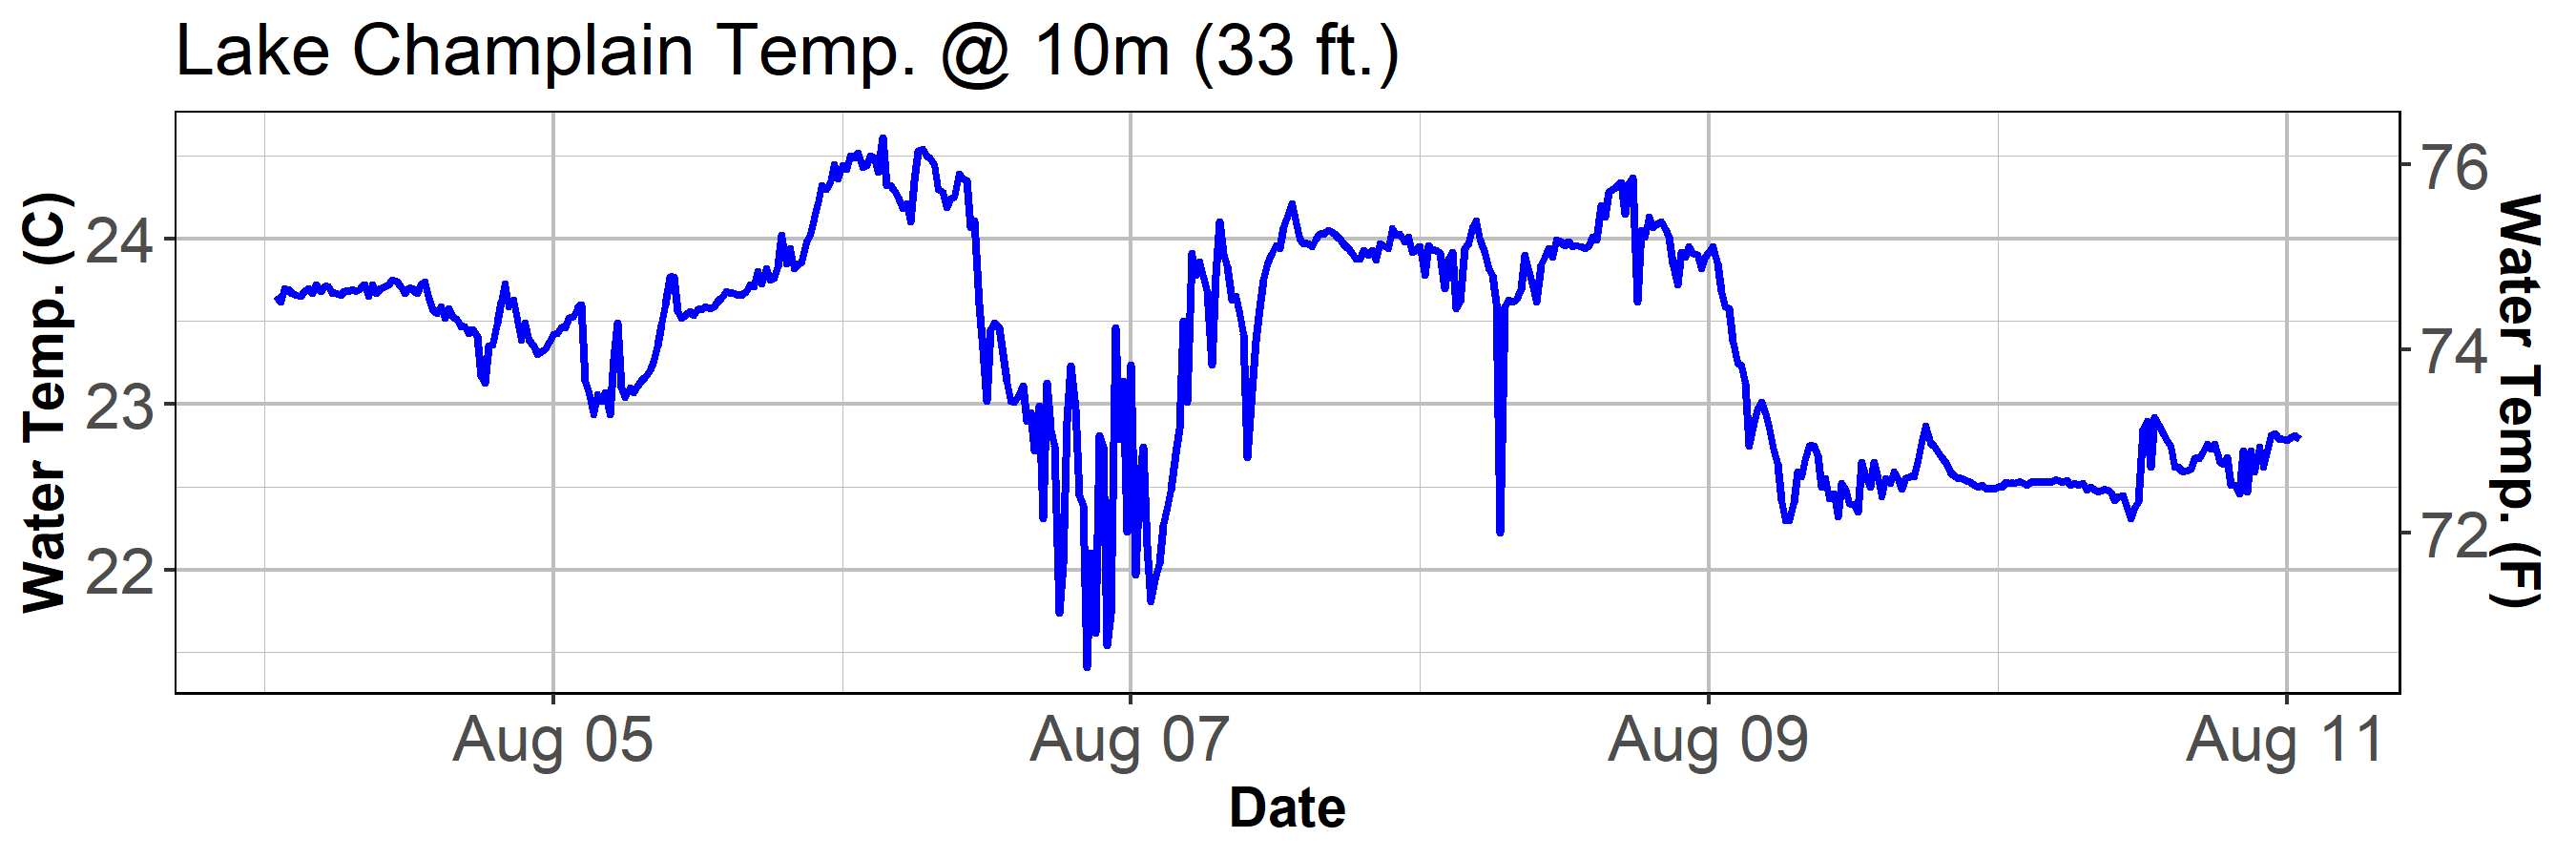 Lake Champlain Temp. @ 10m (33 ft.)
Water Temp. (C)
24
23
22
76
74
72
Water Temp. (F)
Aug 05
Aug 07
Aug 09
Aug 11
Date